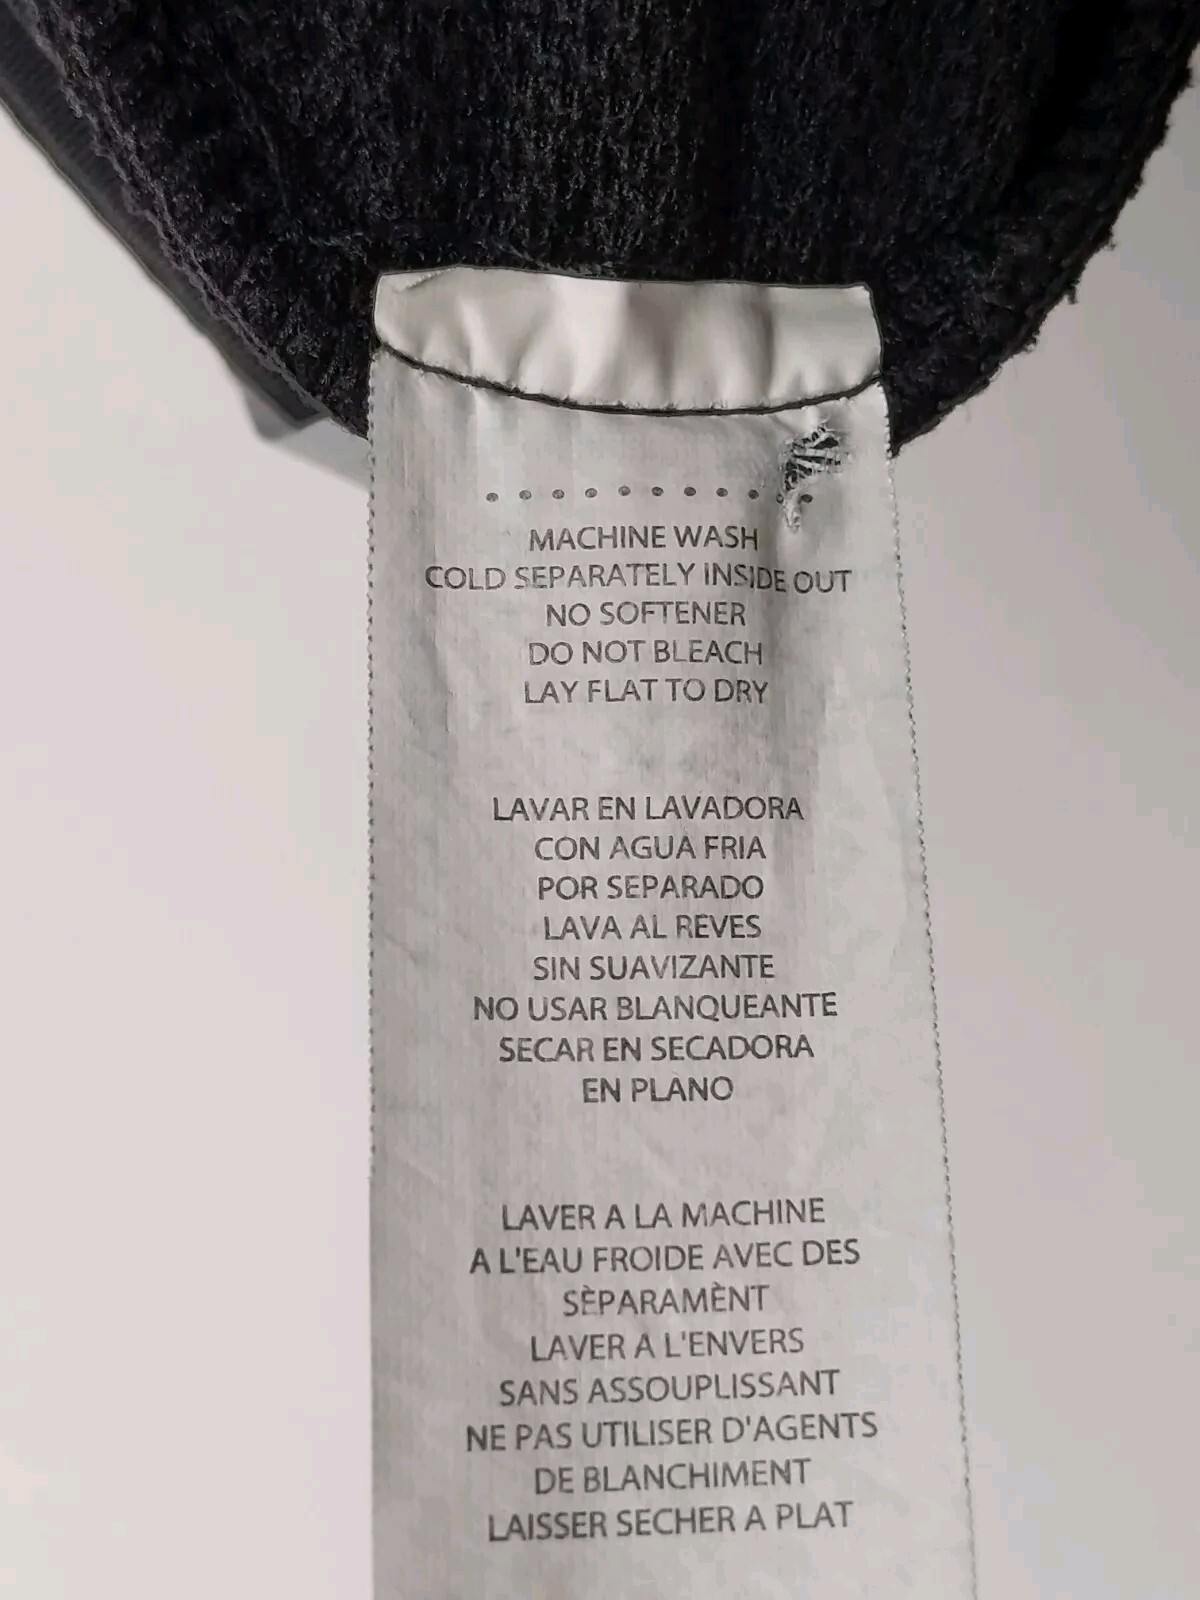 MACHINE WASH
COLD SEPARATELY INSIDE OUT
NO SOFTENER
DO NOT BLEACH
LAY FLAT TO DRY
LAVAR EN LAVADORA
CON AGUA FRIA
POR SEPARADO
LAVA AL REVES
SIN SUAVIZANTE
NO USAR BLANQUEANTE
SECAR EN SECADORA
EN PLANO
LAVER A LA MACHINE
A L'EAU FROIDE AVEC DES
SÈPARAMÈNT
LAVER A L'ENVERS
SANS ASSOUPLISSANT
NE PAS UTILISER D'AGENTS
DE BLANCHIMENT
LAISSER SECHER A PLAT